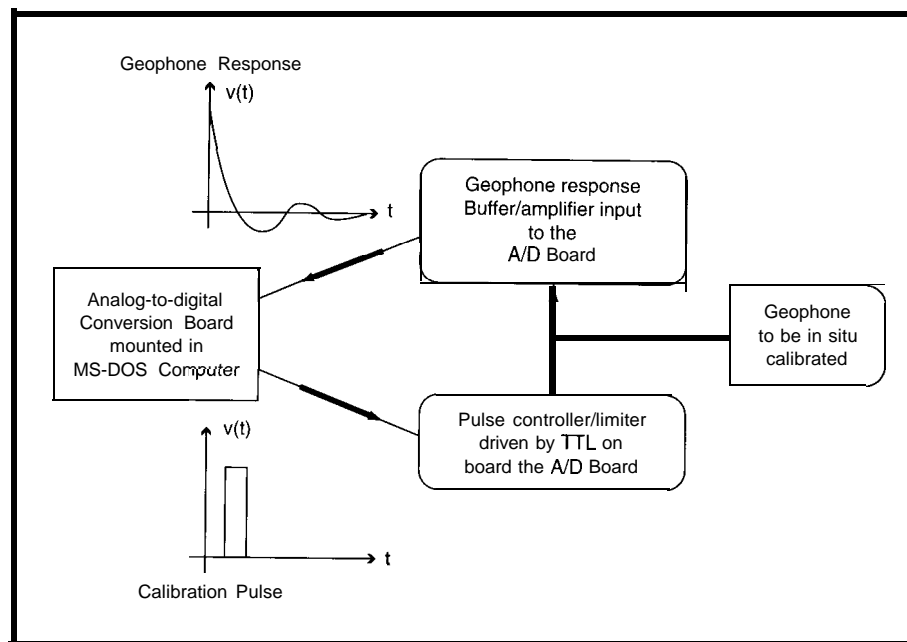 Geophone Response
v(t)
t
Geophone response
Buffer/amplifier input
to the
A/D Board
Analog-to-digital
Conversion Board
mounted in
MS-DOS Computer
Geophone
to be in situ
calibrated
Pulse controller/limiter
driven by TTL on
board the A/D Board
v(t)
t
Calibration Pulse